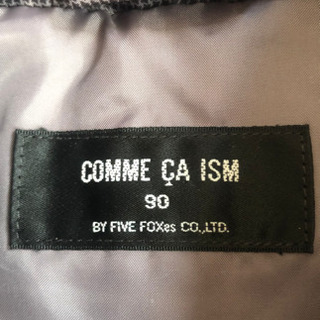 COMME ÇA ISM
90
BY FIVE FOXes CO.,LTD.